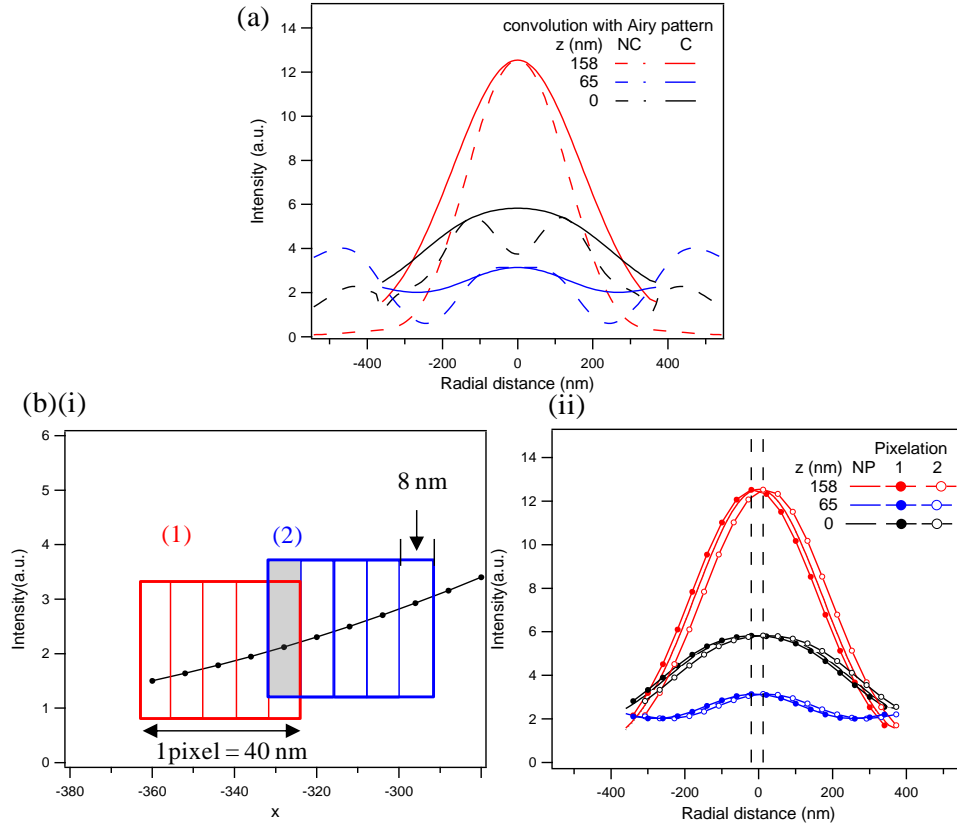 (a)
convolution with Airy pattern
z (nm) NC C
158
65
0
14
12
10
8
6
4
2
0
Intensity (a.u.)
-400 -200 0 200 400
Radial distance (nm)
(b)(i)
6
5
4
3
2
1
0
Intensity(a.u.)
(1)
(2)
8 nm
1pixel = 40 nm
-380 -360 -340 -320 -300
x
(ii)
Pixelation
z (nm) NP 1 2
158
65
0
14
12
10
8
6
4
2
0
Intensity(a.u.)
-400 -200 0 200 400
Radial distance (nm)